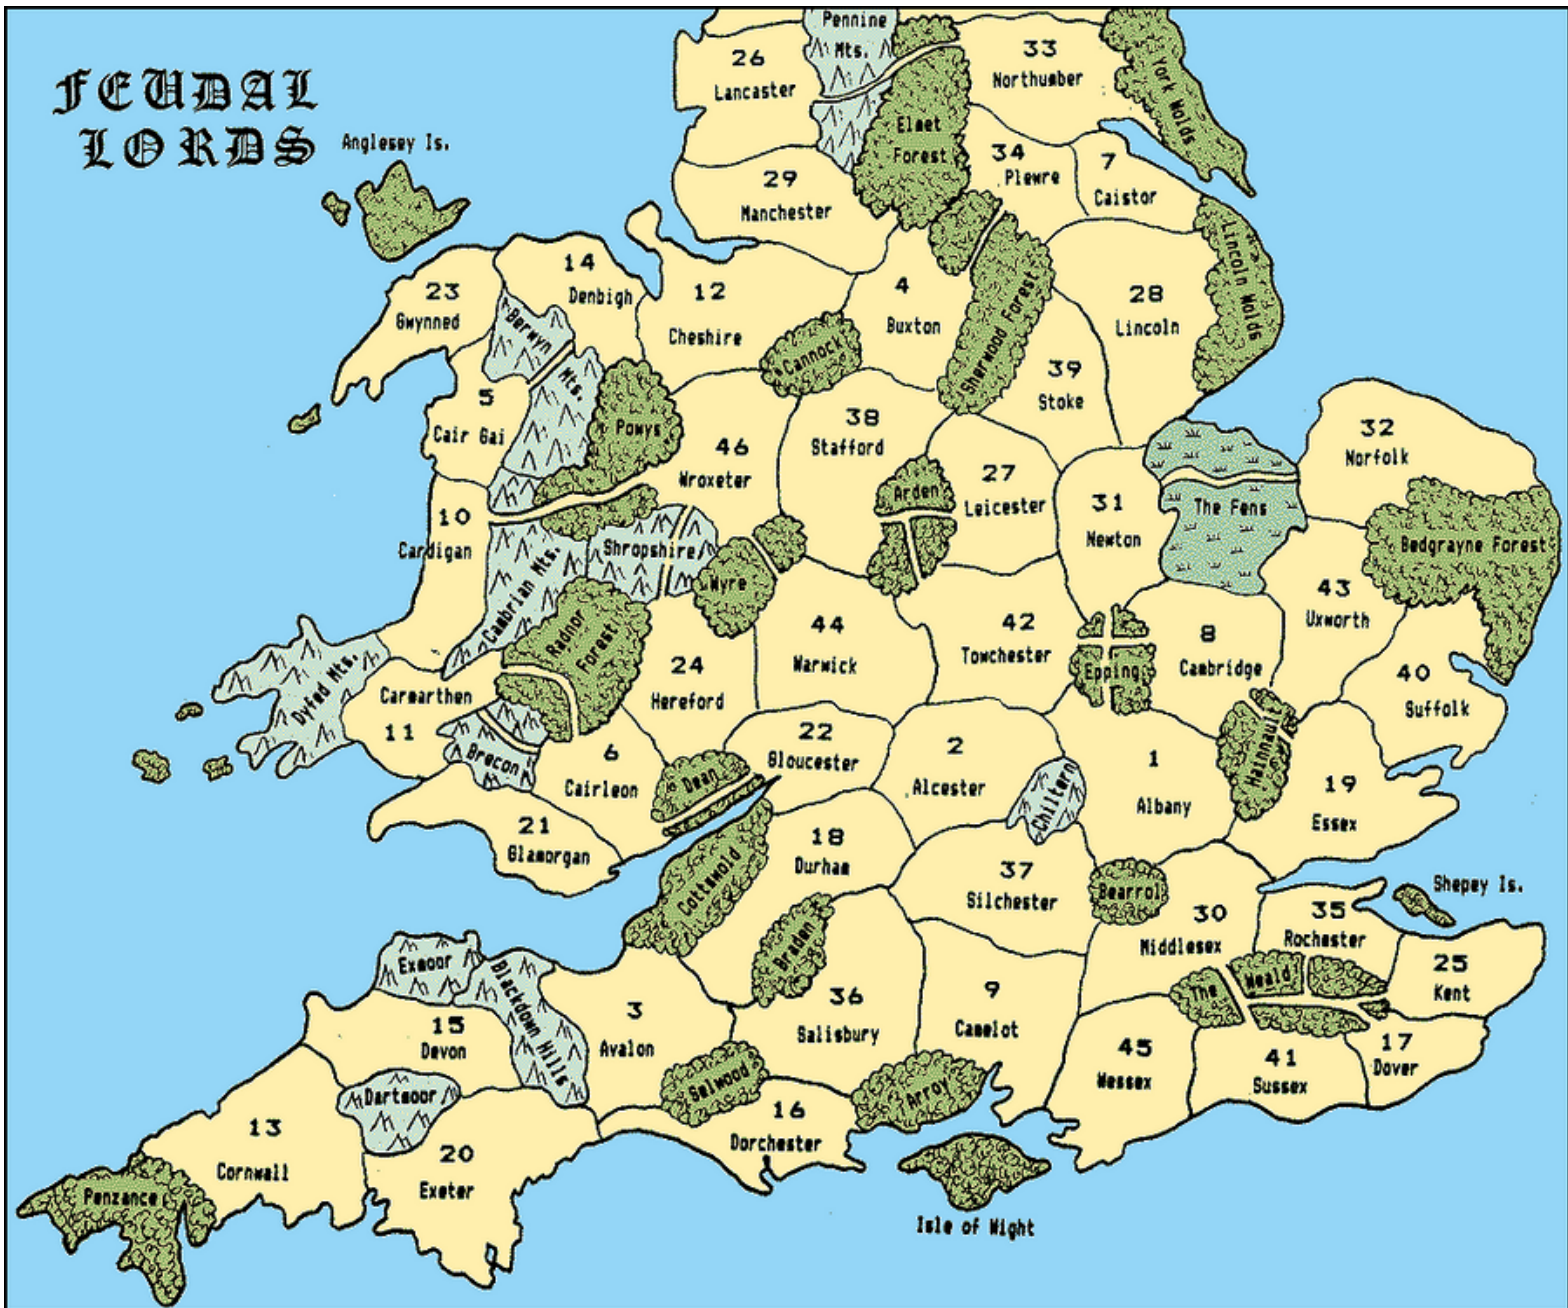 FEUDAL
LORDS
Anglesey Is.
Pennine
Mts.
26
Lancaster
33
Northumber
York Wolds
Elmet
Forest
34
Plewre
7
Caistor
29
Manchester
Lincoln Wolds
14
Denbigh
23
Gwynned
12
Cheshire
4
Buxton
28
Lincoln
Berwyn
Mts.
Cannock
Sherwood Forest
39
Stoke
5
Cair Gai
Powys
46
Wroxeter
38
Stafford
32
Norfolk
27
Leicester
Arden
31
Newton
The Fens
10
Cardigan
Shropshire
Cambrian Mts.
Wyre
Bedgrayne Forest
43
Uxworth
Radnor
Forest
44
Warwick
42
Towchester
8
Cambridge
24
Hereford
Epping
40
Suffolk
Dyfed Mts.
Carmarthen
11
Brecon
6
Cairleon
Dean
22
Gloucester
2
Alcester
Chiltern
1
Albany
Hainnault
19
Essex
21
Glamorgan
Cottswold
18
Durham
37
Silchester
Bearrol
30
Middlesex
35
Rochester
Shepey Is.
Exmoor
Blackdown Hills
Braden
25
Kent
The
Weald
15
Devon
3
Avalon
36
Salisbury
9
Camelot
45
Wessex
41
Sussex
17
Dover
Dartmoor
Selwood
Arroy
16
Dorchester
13
Cornwall
20
Exeter
Penzance
Isle of Wight